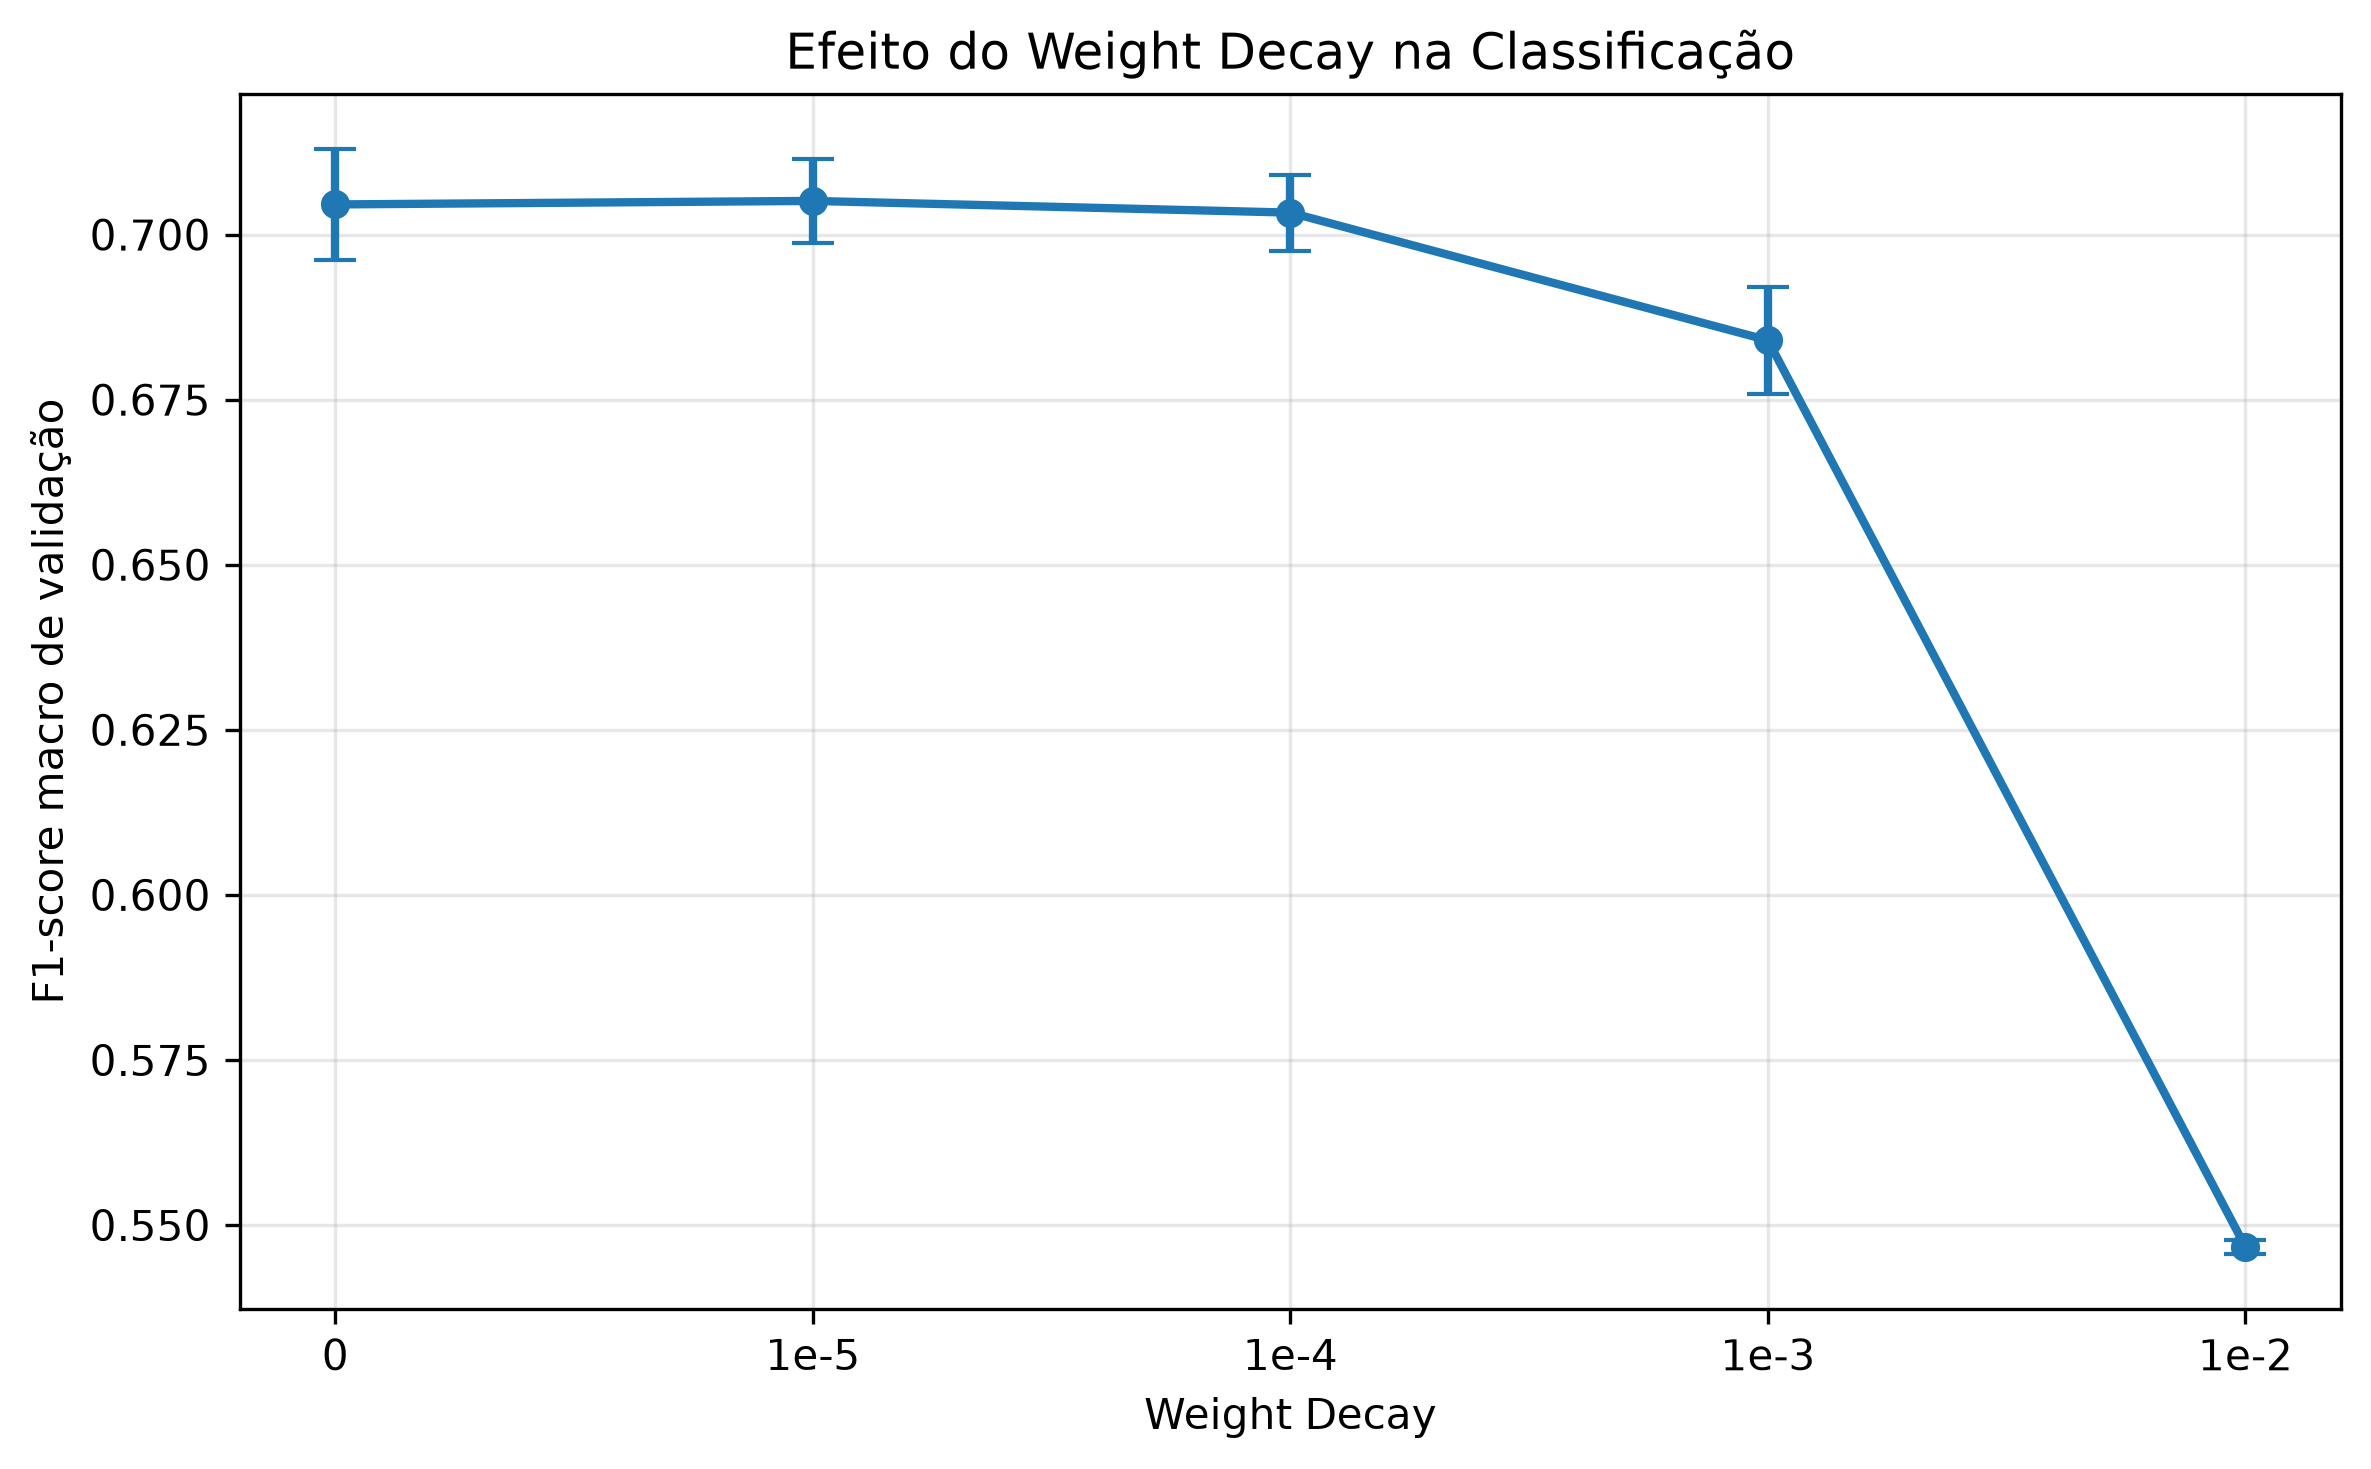 Efeito do Weight Decay na Classificação
F1-score macro de validação
0.700
0.675
0.650
0.625
0.600
0.575
0.550
0
1e-5
1e-4
1e-3
1e-2
Weight Decay